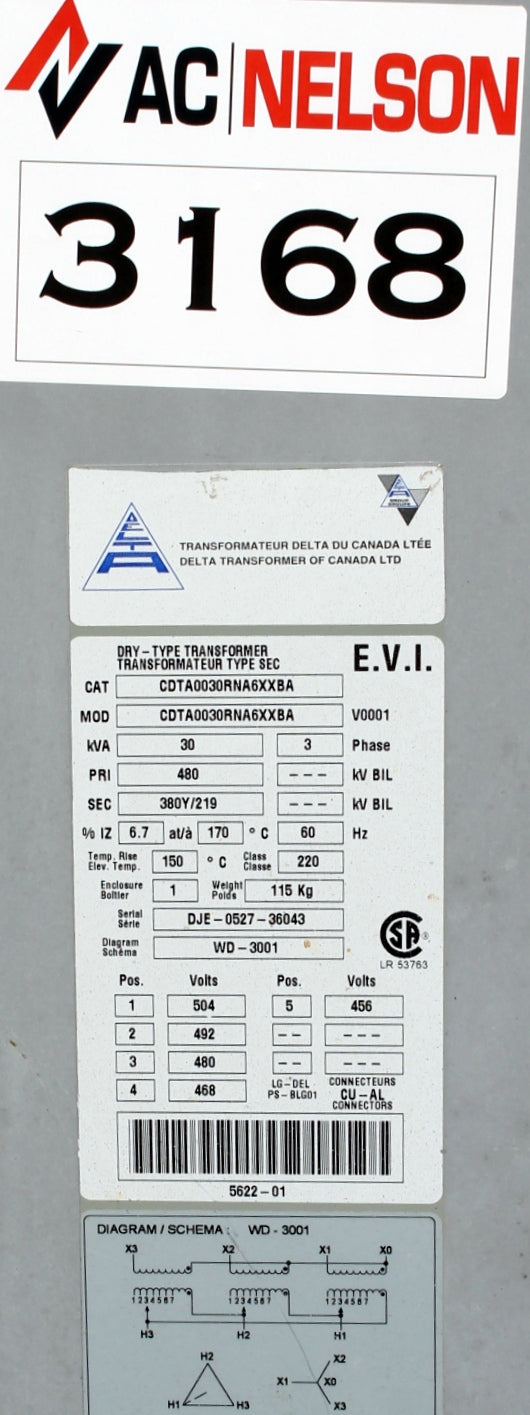 AC|NELSON
3168
DELTA
TRANSFORMATEUR DELTA DU CANADA LTÉE
DELTA TRANSFORMER OF CANADA LTD
DRY-TYPE TRANSFORMER
TRANSFORMATEUR TYPE SEC
E.V.I.
CAT CDTA0030RNA6XXBA
MOD CDTA0030RNA6XXBA V0001
kVA 30 3 Phase
PRI 480 --- kV BIL
SEC 380Y/219 --- kV BIL
% IZ 6.7 at/à 170 °C 60 Hz
Temp. Rise
Elev. Temp. 150 °C Class
Classe 220
Enclosure
Boîtier 1 Weight
Poids 115 Kg
Serial
Série DJE-0527-36043
Diagram
Schéma WD-3001
CSA ®
LR 53763
Pos. Volts Pos. Volts
1 504 5 456
2 492 -- ---
3 480 -- ---
4 468 LG-DEL
PS-BLG01 CONNECTEURS
CU-AL
CONNECTORS
5622-01
DIAGRAM / SCHEMA : WD - 3001
X3 X2 X1 X0
1234567 1234567 1234567
H3 H2 H1
H2 X2
X1 X0
H1 H3 X3